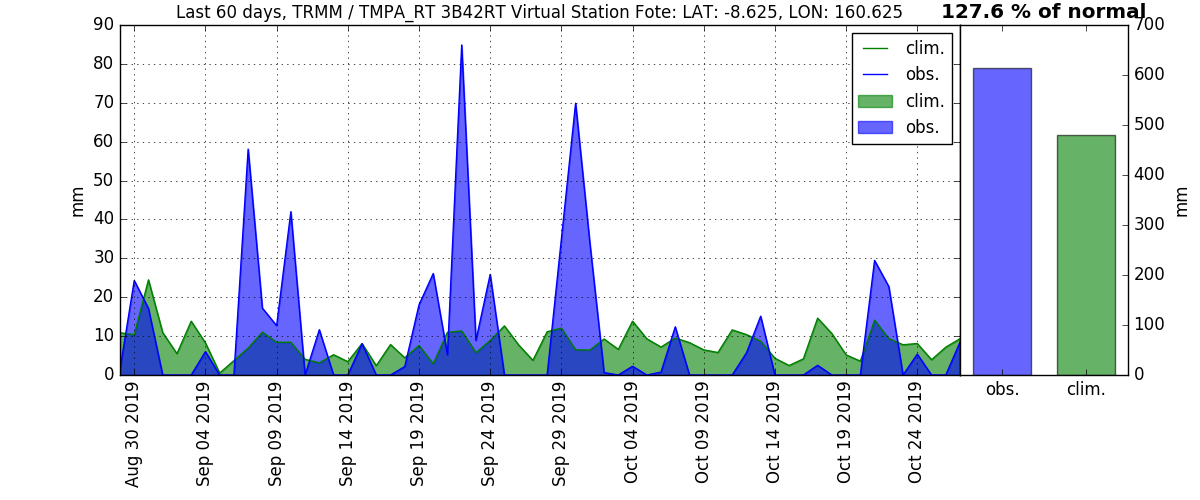 Last 60 days, TRMM / TMPA_RT 3B42RT Virtual Station Fote: LAT: -8.625, LON: 160.625
127.6 % of normal
90
80
70
60
50
40
30
20
10
0
mm
clim.
obs.
clim.
obs.
700
600
500
400
300
200
100
0
mm
obs.
clim.
Aug 30 2019
Sep 04 2019
Sep 09 2019
Sep 14 2019
Sep 19 2019
Sep 24 2019
Sep 29 2019
Oct 04 2019
Oct 09 2019
Oct 14 2019
Oct 19 2019
Oct 24 2019